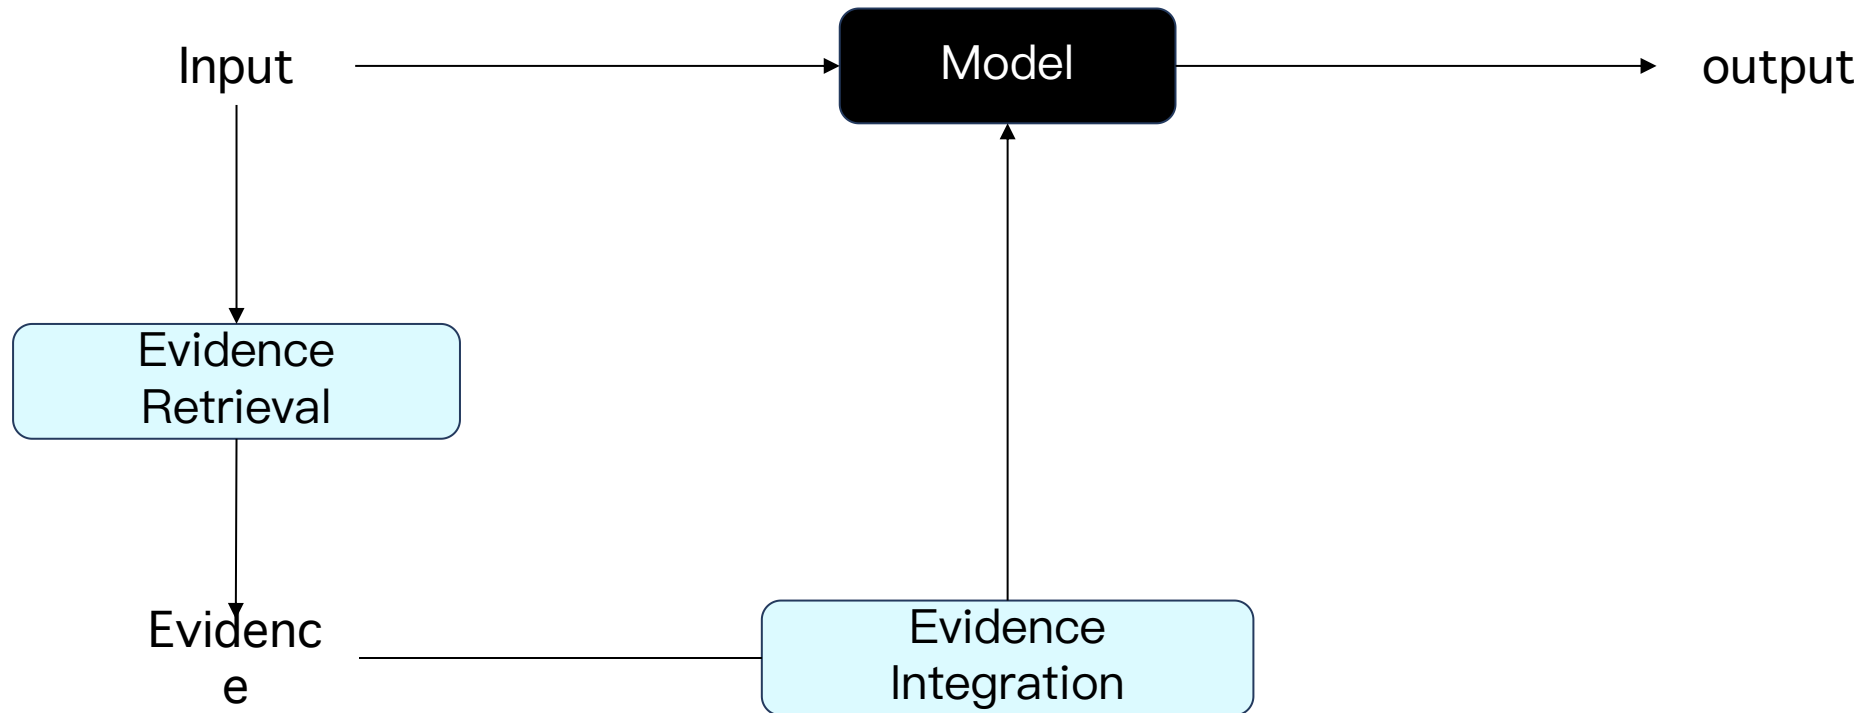 Input
Model
output
Evidence
Retrieval
Evidenc
e
Evidence
Integration